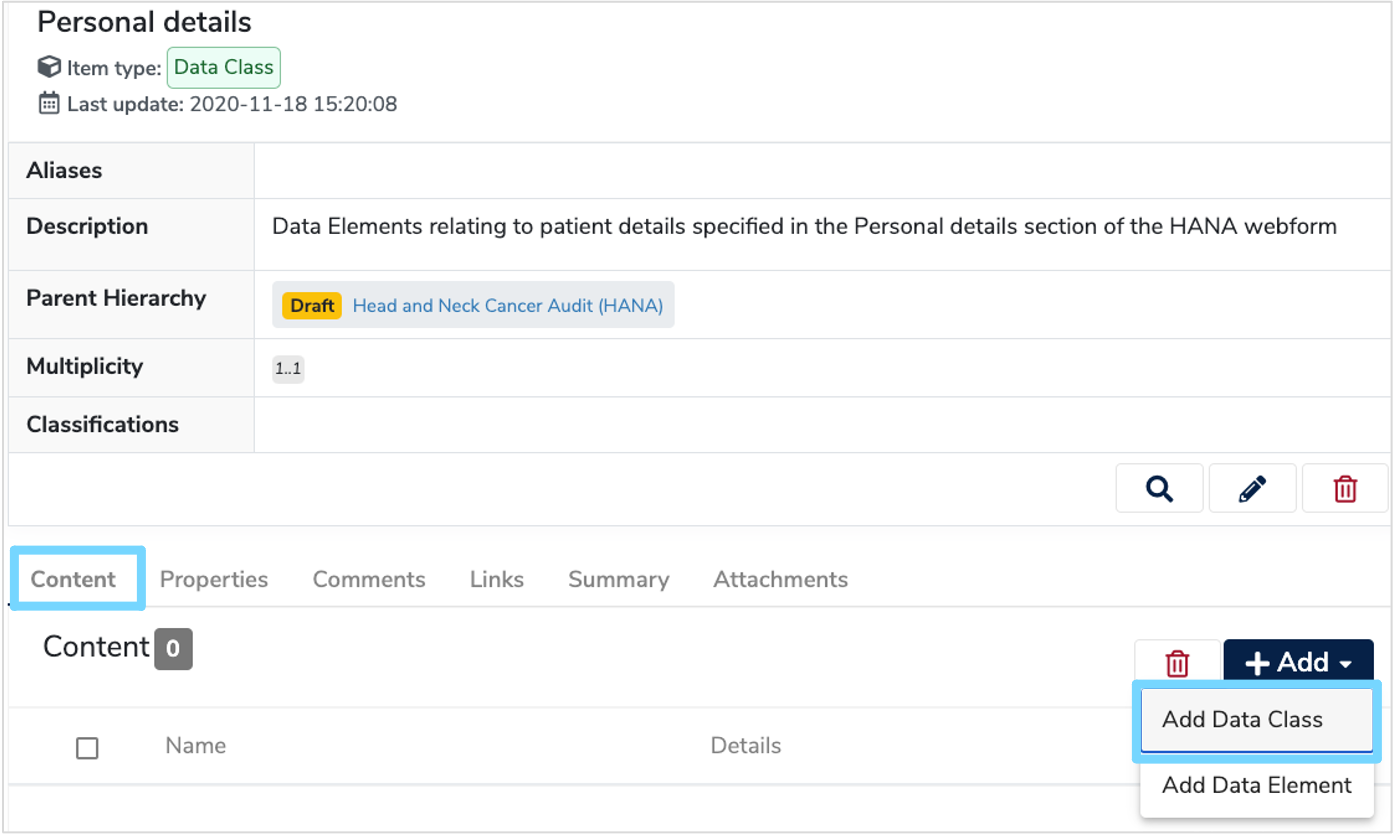 Personal details
Item type: Data Class
Last update: 2020-11-18 15:20:08
Aliases
Description Data Elements relating to patient details specified in the Personal details section of the HANA webform
Parent Hierarchy Draft Head and Neck Cancer Audit (HANA)
Multiplicity 1..1
Classifications
Content Properties Comments Links Summary Attachments
Content 0
+ Add
Add Data Class
Name Details
Add Data Element